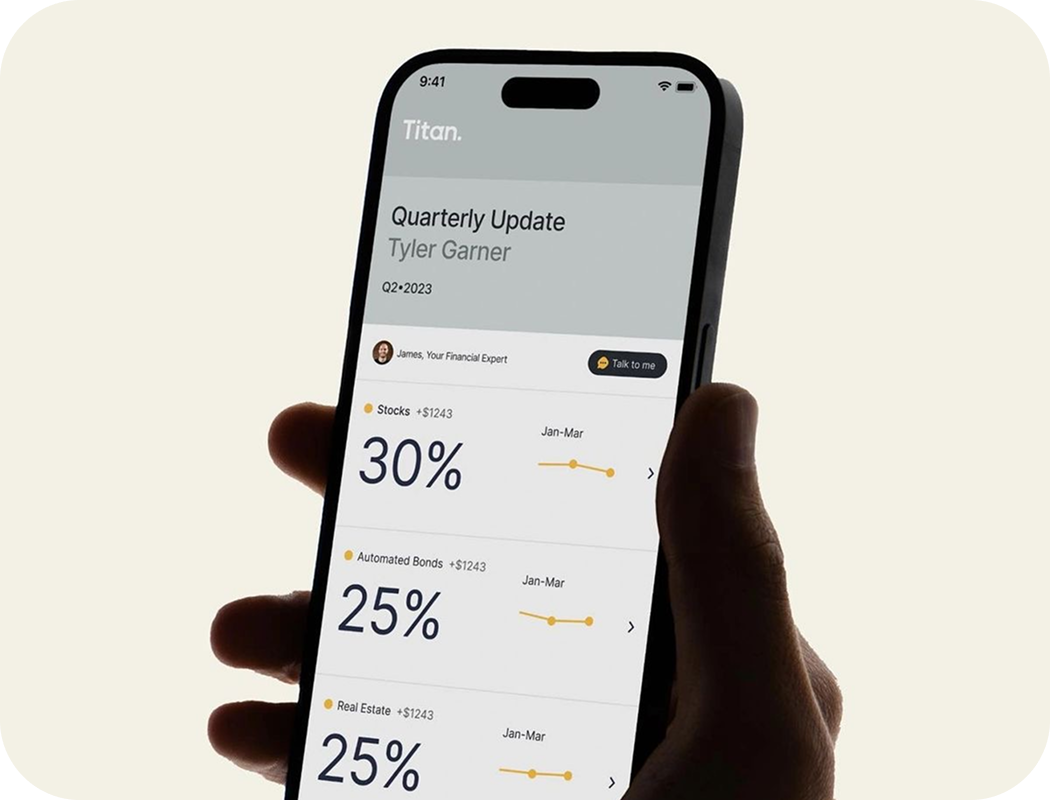 9:41
Titan.
Quarterly Update
Tyler Garner
Q2•2023
James, Your Financial Expert
Talk to me
Stocks +$1243
Jan-Mar
30%
Automated Bonds +$1243
Jan-Mar
25%
Real Estate +$1243
Jan-Mar
25%